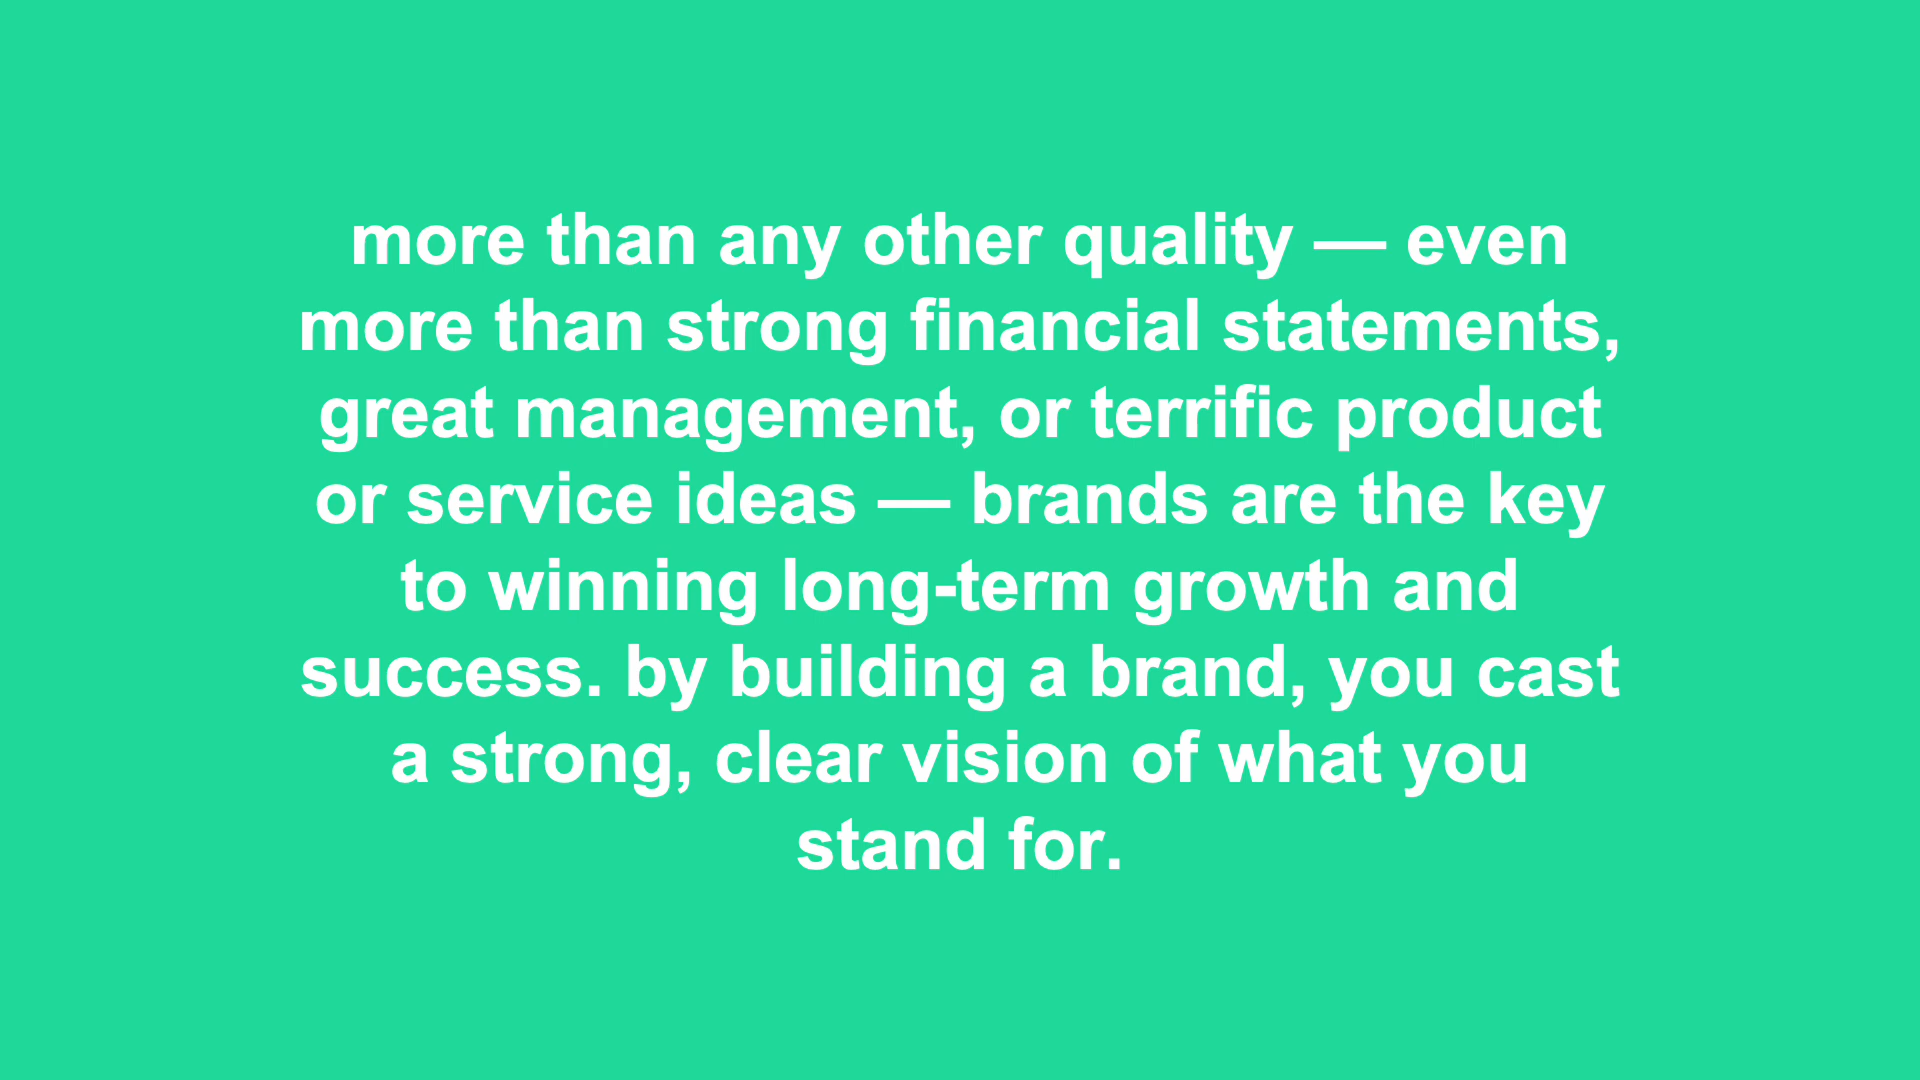 more than any other quality — even
more than strong financial statements,
great management, or terrific product
or service ideas — brands are the key
to winning long-term growth and
success. by building a brand, you cast
a strong, clear vision of what you
stand for.